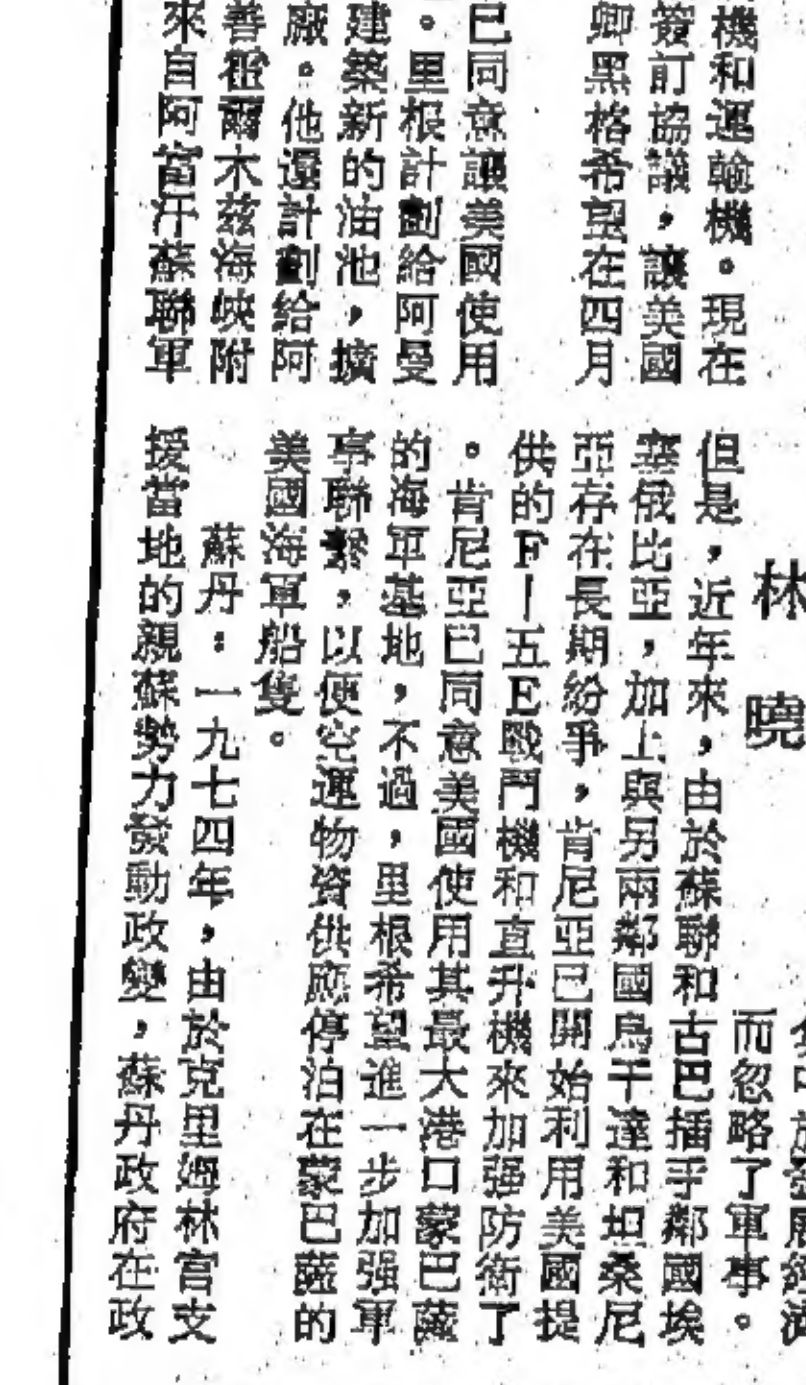 機和運輸機。現在
簽訂協議,讓美國
卿黑格希望在四月
已同意讓美國使用
。里根計劃給阿曼
建築新的油池,擴
廠。他還計劃給阿
善霍爾木茲海峽附
來自阿富汗蘇聯軍
林曉
而忽略了軍事。
但是,近年來,由於蘇聯和古巴插手鄰國埃
塞俄比亞,加上與另兩鄰國烏干達和坦桑尼
亞存在長期紛爭,肯尼亞已開始利用美國提
供的F—五E戰門機和直升機來加强防衛了
。肯尼亞已同意美國使用其最大港口蒙巴薩
的海軍基地,不過,里根希望進一步加强軍
事聯繫,以便空運物資供應停泊在蒙巴薩的
美國海軍船隻。
蘇丹:一九七四年,由於克里姆林宮支
援當地的親蘇勢力發動政變,蘇丹政府在政